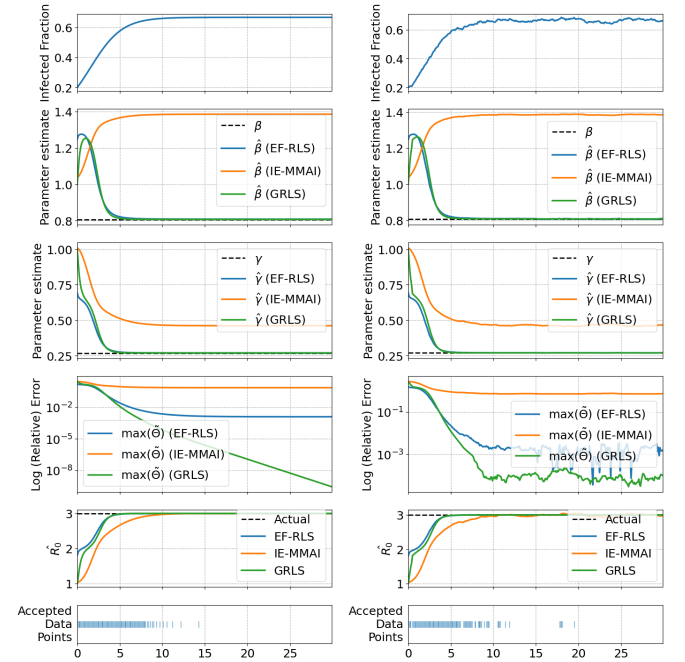 Infected Fraction
0.6
0.4
0.2
Infected Fraction
0.6
0.4
0.2
Parameter estimate
1.4
1.2
1.0
0.8
β
β̂ (EF-RLS)
β̂ (IE-MMAI)
β̂ (GRLS)
Parameter estimate
1.4
1.2
1.0
0.8
β
β̂ (EF-RLS)
β̂ (IE-MMAI)
β̂ (GRLS)
Parameter estimate
1.00
0.75
0.50
0.25
γ
γ̂ (EF-RLS)
γ̂ (IE-MMAI)
γ̂ (GRLS)
Parameter estimate
1.00
0.75
0.50
0.25
γ
γ̂ (EF-RLS)
γ̂ (IE-MMAI)
γ̂ (GRLS)
Log (Relative) Error
10⁻²
10⁻⁵
10⁻⁸
max(Θ̃) (EF-RLS)
max(Θ̃) (IE-MMAI)
max(Θ̃) (GRLS)
Log (Relative) Error
10⁻¹
10⁻³
max(Θ̃) (EF-RLS)
max(Θ̃) (IE-MMAI)
max(Θ̃) (GRLS)
R̂₀
3
2
1
Actual
EF-RLS
IE-MMAI
GRLS
R̂₀
3
2
1
Actual
EF-RLS
IE-MMAI
GRLS
Accepted
Data
Points
0 5 10 15 20 25
Accepted
Data
Points
0 5 10 15 20 25